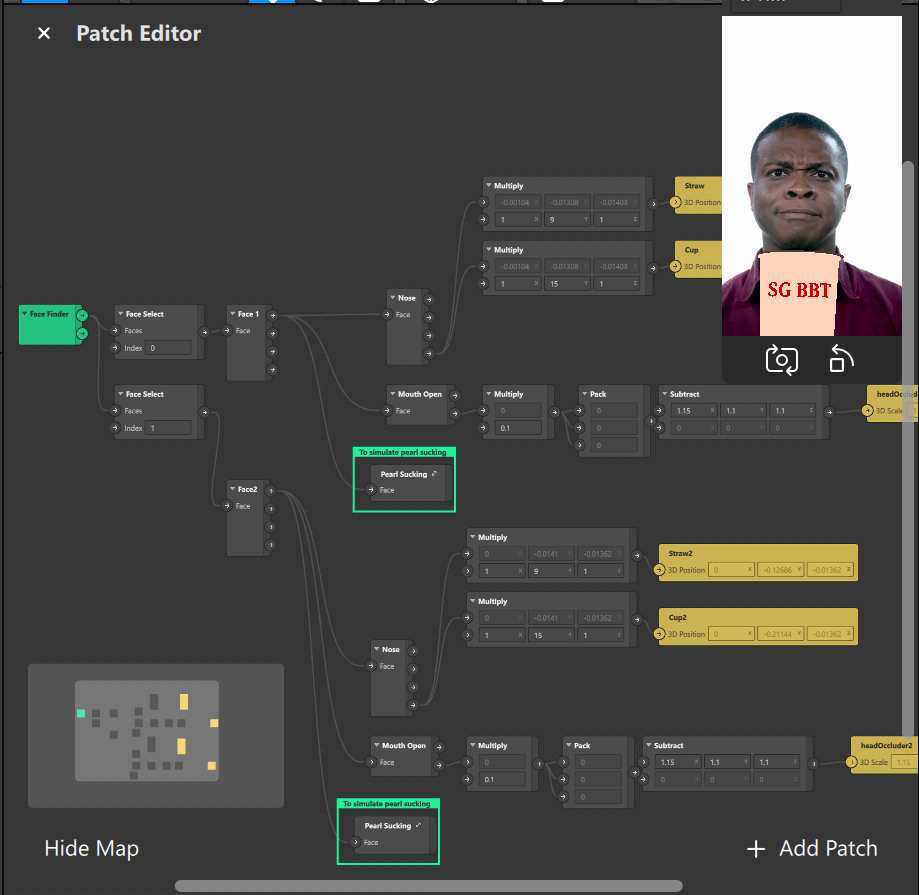 Patch Editor
SG BBT
Multiply
-0.00104 X -0.01308 Y -0.01403 Z
1 X 9 Y 1 Z
Straw
3D Position
Multiply
-0.00104 X -0.01308 Y -0.01403 Z
1 X 15 Y 1 Z
Cup
3D Position
Face Finder
Face Select
Faces
Index 0
Face 1
Face
Nose
Face
Face Select
Faces
Index 1
Mouth Open
Face
Multiply
0
0.1
Pack
0
0
0
Subtract
1.15 X 1.1 Y 1.1 Z
0 X 0 Y 0 Z
headOcclud
3D Scale
To simulate pearl sucking
Pearl Sucking
Face
Face2
Face
Multiply
0 X -0.0141 Y -0.01362 Z
1 X 9 Y 1 Z
Straw2
3D Position 0 X -0.12686 Y -0.01362 Z
Multiply
0 X -0.0141 Y -0.01362 Z
1 X 15 Y 1 Z
Cup2
3D Position 0 X -0.21144 Y -0.01362 Z
Nose
Face
Mouth Open
Face
Multiply
0
0.1
Pack
0
0
0
Subtract
1.15 X 1.1 Y 1.1 Z
0 X 0 Y 0 Z
headOccluder2
3D Scale 1.15
To simulate pearl sucking
Pearl Sucking
Face
Hide Map
+ Add Patch